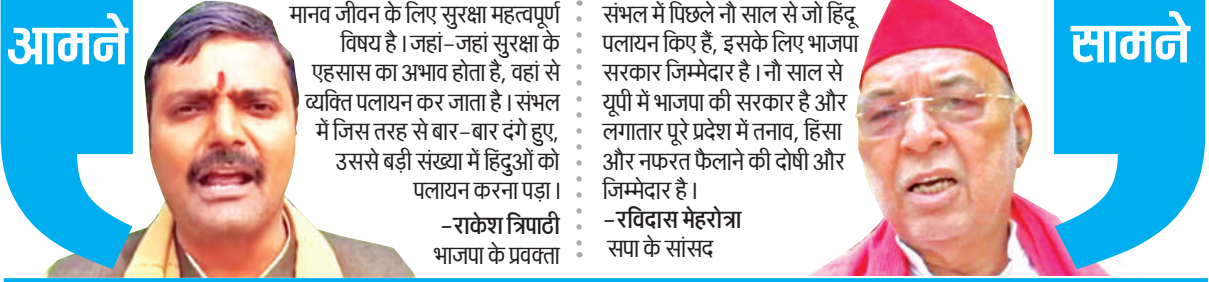 आमने
मानव जीवन के लिए सुरक्षा महत्वपूर्ण
विषय है। जहां-जहां सुरक्षा के
एहसास का अभाव होता है, वहां से
व्यक्ति पलायन कर जाता है। संभल
में जिस तरह से बार-बार दंगे हुए,
उससे बड़ी संख्या में हिंदुओं को
पलायन करना पड़ा।
-राकेश त्रिपाठी
भाजपा के प्रवक्ता
संभल में पिछले नौ साल से जो हिंदू
पलायन किए हैं, इसके लिए भाजपा
सरकार जिम्मेदार है। नौ साल से
यूपी में भाजपा की सरकार है और
लगातार पूरे प्रदेश में तनाव, हिंसा
और नफरत फैलाने की दोषी और
जिम्मेदार है।
-रविदास मेहरोत्रा
सपा के सांसद
सामने